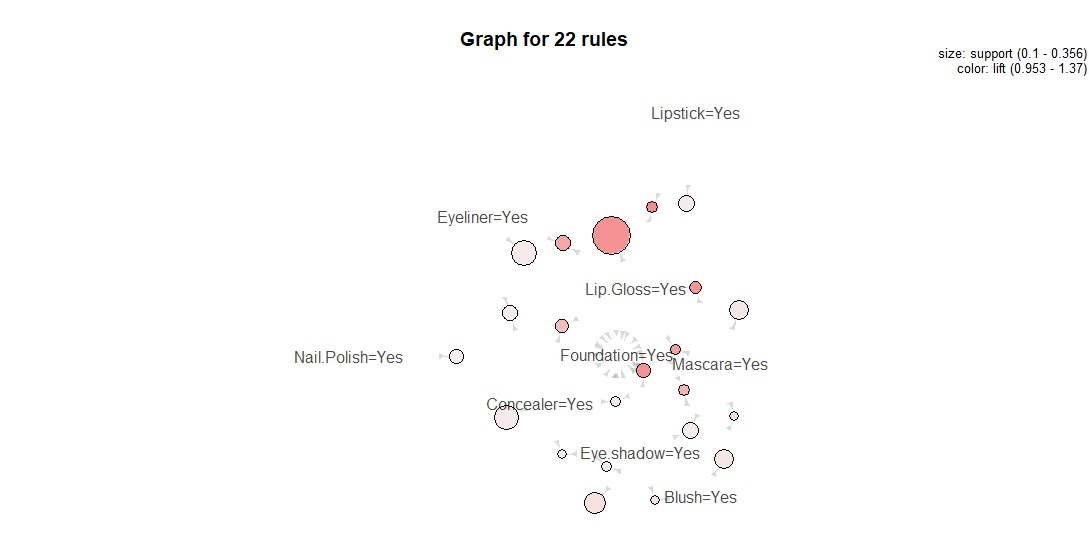 Graph for 22 rules
size: support (0.1 - 0.356)
color: lift (0.953 - 1.37)
Lipstick=Yes
Eyeliner=Yes
Lip.Gloss=Yes
Foundation=Yes
Nail.Polish=Yes
Mascara=Yes
Concealer=Yes
Eye.shadow=Yes
Blush=Yes